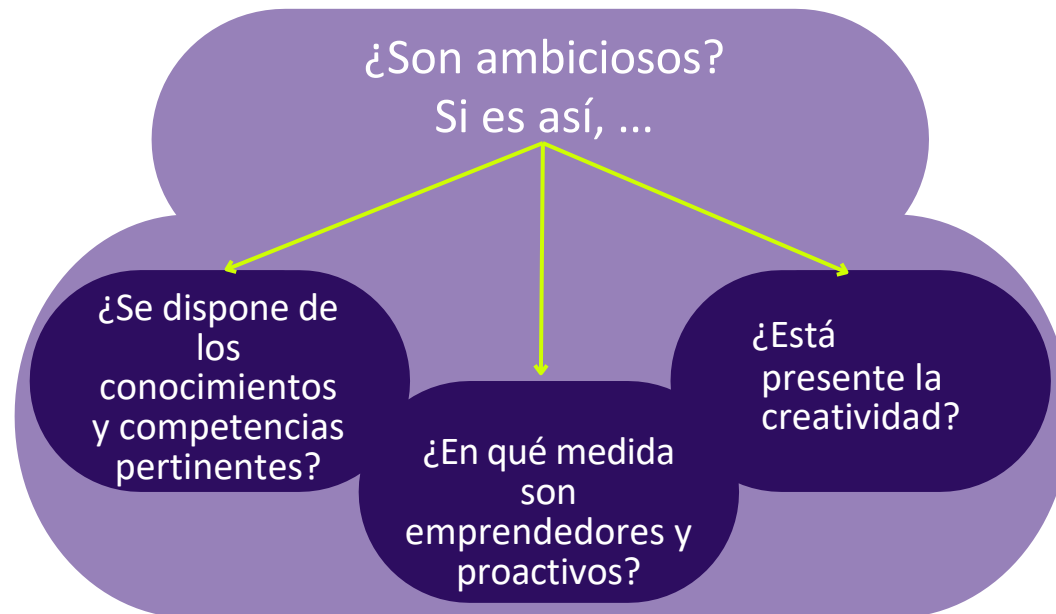 ¿Son ambiciosos?
Si es así, ...
¿Se dispone de
los
conocimientos
y competencias
pertinentes?
¿En qué medida
son
emprendedores y
proactivos?
¿Está
presente la
creatividad?